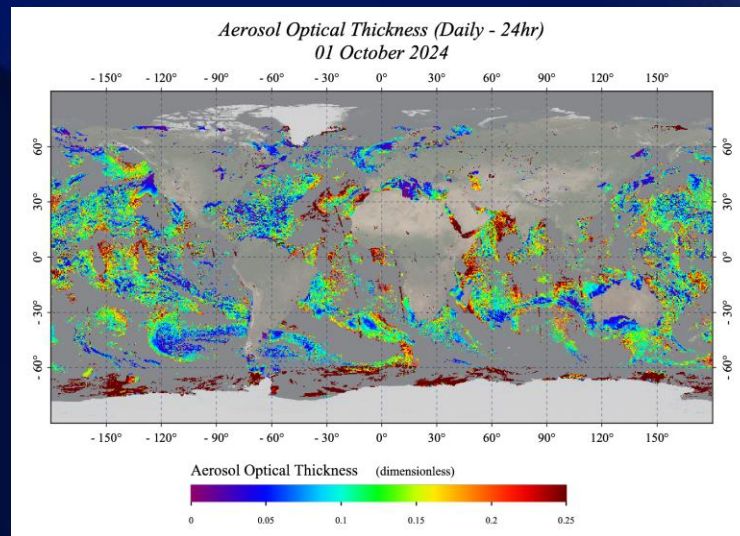 Aerosol Optical Thickness (Daily - 24hr)
01 October 2024
- 150° - 120° - 90° - 60° - 30° 0° 30° 60° 90° 120° 150°
60° 60°
30° 30°
0° 0°
- 30° - 30°
- 60° - 60°
- 150° - 120° - 90° - 60° - 30° 0° 30° 60° 90° 120° 150°
Aerosol Optical Thickness (dimensionless)
0 0.05 0.1 0.15 0.2 0.25